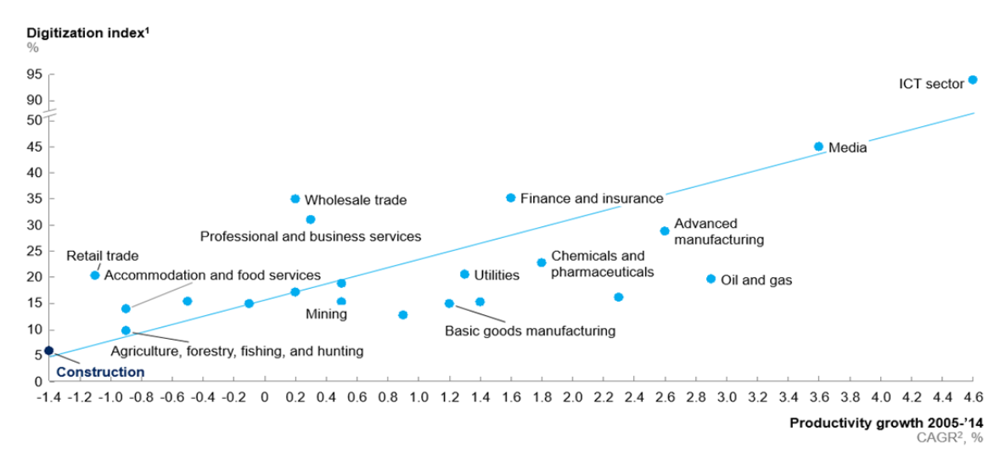 Digitization index¹
%
95
90
50
45
40
35
30
25
20
15
10
5
0
ICT sector
Media
Wholesale trade
Finance and insurance
Professional and business services
Advanced
manufacturing
Retail trade
Chemicals and
pharmaceuticals
Accommodation and food services
Utilities
Oil and gas
Mining
Basic goods manufacturing
Agriculture, forestry, fishing, and hunting
Construction
-1.4 -1.2 -1.0 -0.8 -0.6 -0.4 -0.2 0 0.2 0.4 0.6 0.8 1.0 1.2 1.4 1.6 1.8 2.0 2.2 2.4 2.6 2.8 3.0 3.2 3.4 3.6 3.8 4.0 4.2 4.4 4.6
Productivity growth 2005-’14
CAGR², %